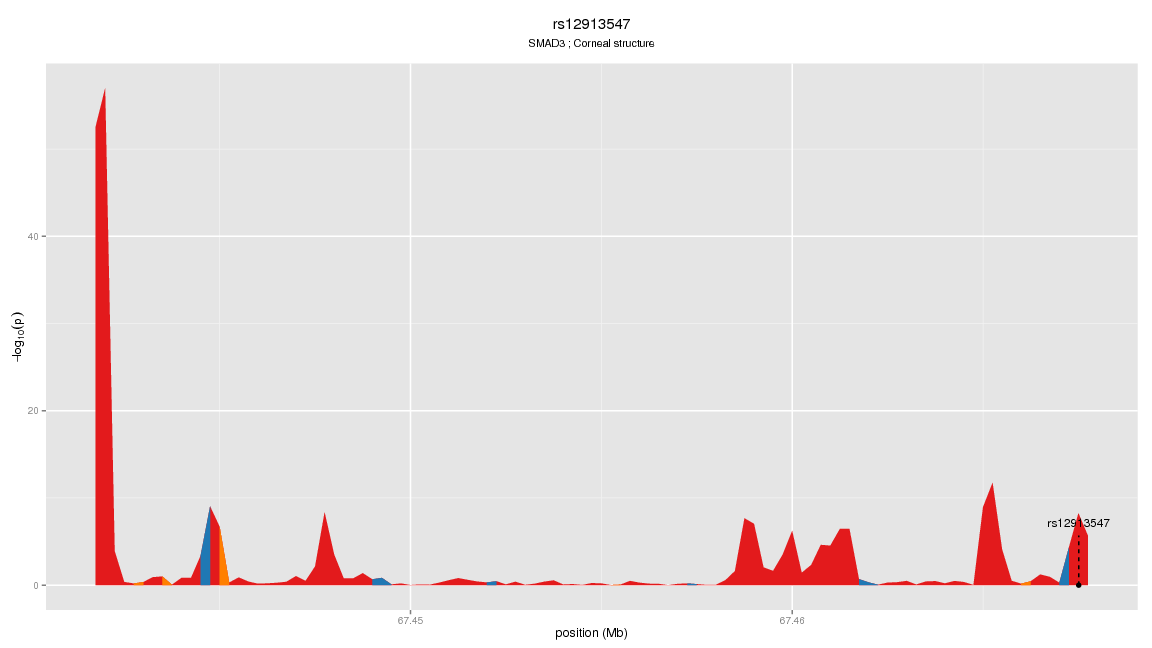 rs12913547
SMAD3 ; Corneal structure
−log10(p)
40
20
0
rs12913547
67.45
67.46
position (Mb)